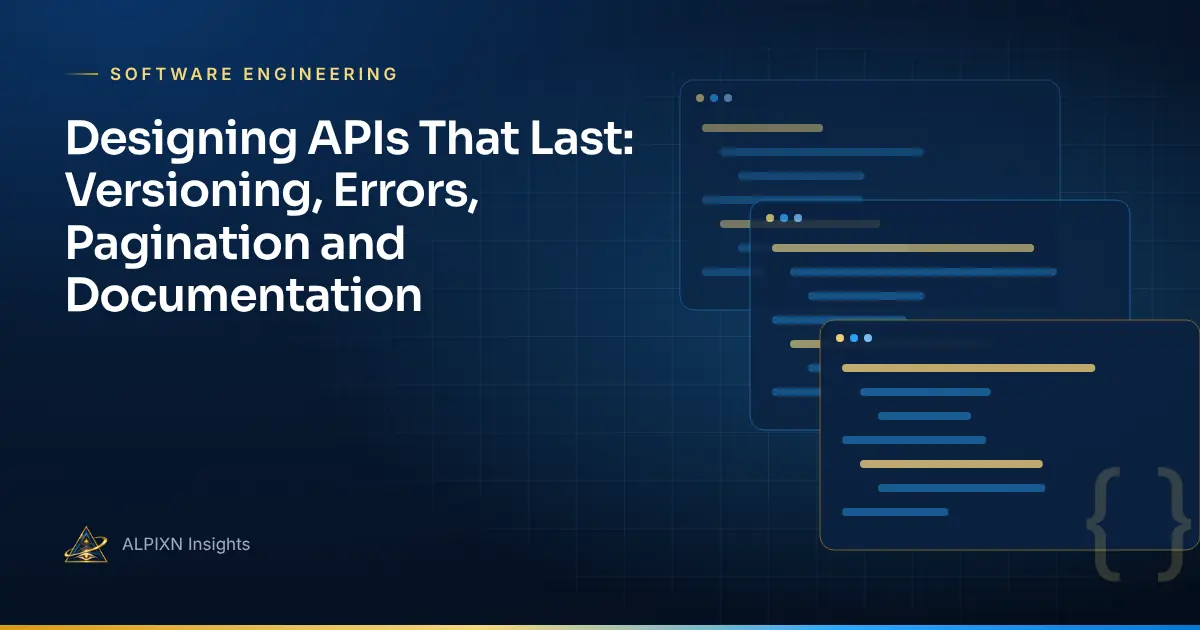 SOFTWARE ENGINEERING
Designing APIs That Last:
Versioning, Errors,
Pagination and
Documentation
ALPIXN Insights
{ }